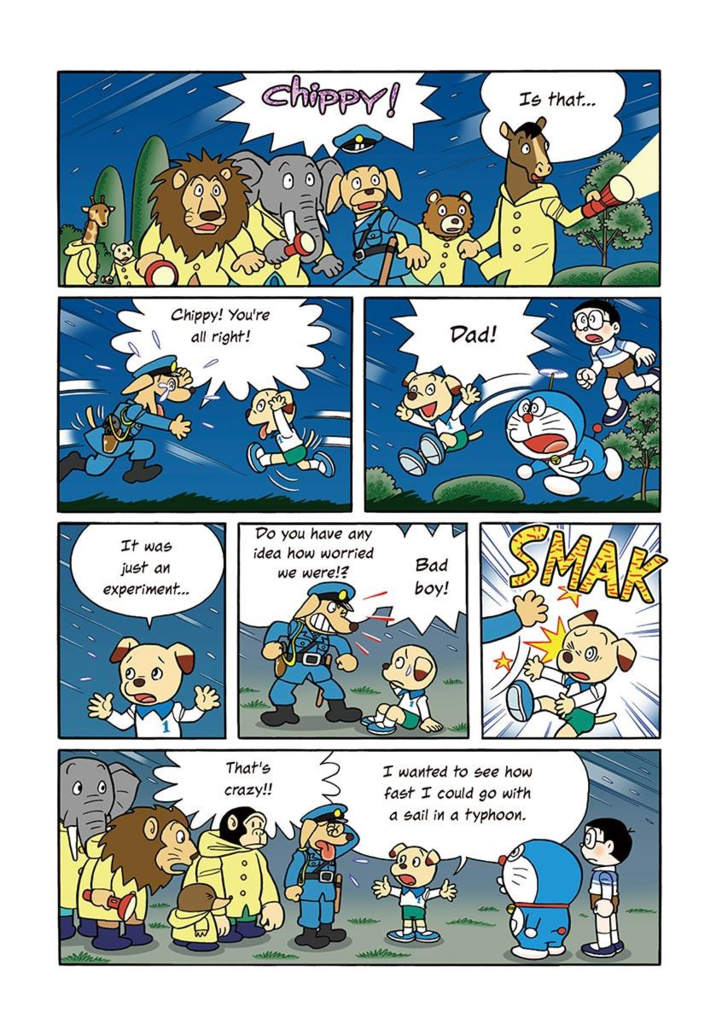 Chippy!
Is that...
Chippy! You're
all right!
Dad!
It was
just an
experiment...
Do you have any
idea how worried
we were!?
Bad
boy!
SMAK
1
That's
crazy!!
I wanted to see how
fast I could go with
a sail in a typhoon.
1